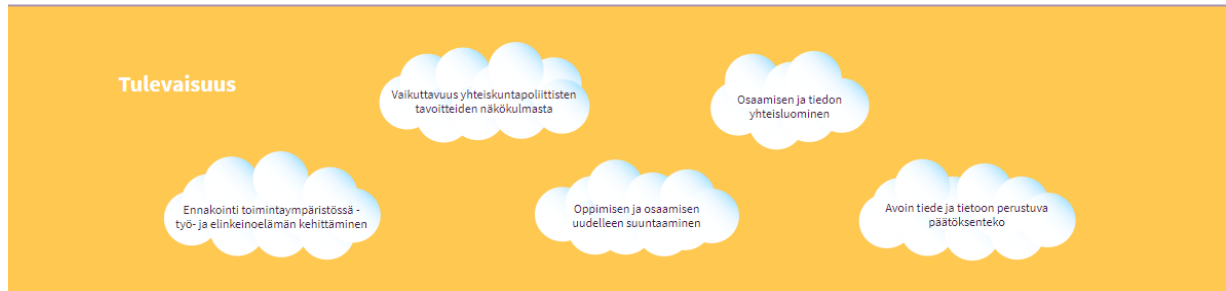 Tulevaisuus
Vaikuttavuus yhteiskuntapoliittisten
tavoitteiden näkökulmasta
Osaamisen ja tiedon
yhteisluominen
Ennakointi toimintaympäristössä -
työ- ja elinkeinoelämän kehittäminen
Oppimisen ja osaamisen
uudelleen suuntaaminen
Avoin tiede ja tietoon perustuva
päätöksenteko